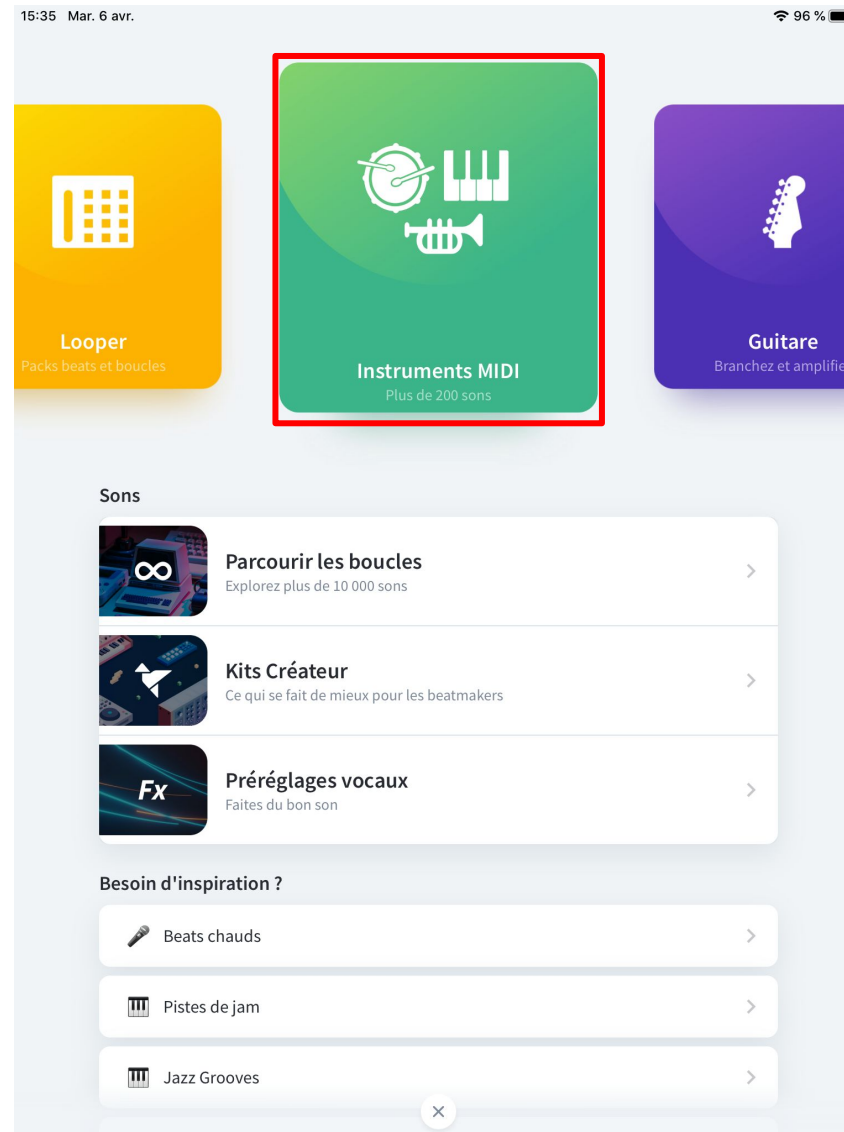 15:35 Mar. 6 avr.
96 %
Looper
Packs beats et boucles
Instruments MIDI
Plus de 200 sons
Guitare
Branchez et amplifie
Sons
Parcourir les boucles
Explorez plus de 10 000 sons
Kits Créateur
Ce qui se fait de mieux pour les beatmakers
Fx
Préréglages vocaux
Faites du bon son
Besoin d'inspiration ?
Beats chauds
Pistes de jam
Jazz Grooves